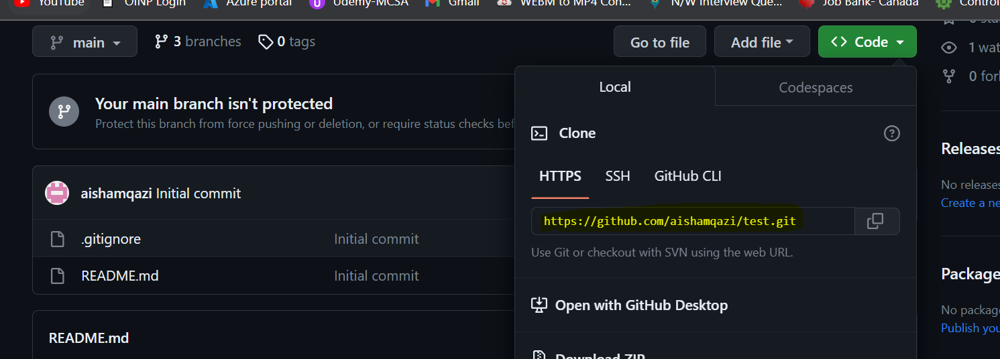 YouTube OINP Login Azure portal Udemy-MCSA Gmail WEBM to MP4 Con... N/W Interview Que... Job Bank- Canada Control
main 3 branches 0 tags Go to file Add file <> Code
1 wat
0 for
Local Codespaces
Your main branch isn't protected
Protect this branch from force pushing or deletion, or require status checks bef
Clone
HTTPS SSH GitHub CLI
https://github.com/aishamqazi/test.git
Use Git or checkout with SVN using the web URL.
Open with GitHub Desktop
Download ZIP
aishamqazi Initial commit
.gitignore Initial commit
README.md Initial commit
README.md
Releases
No releases
Create a ne
Package
No packag
Publish you